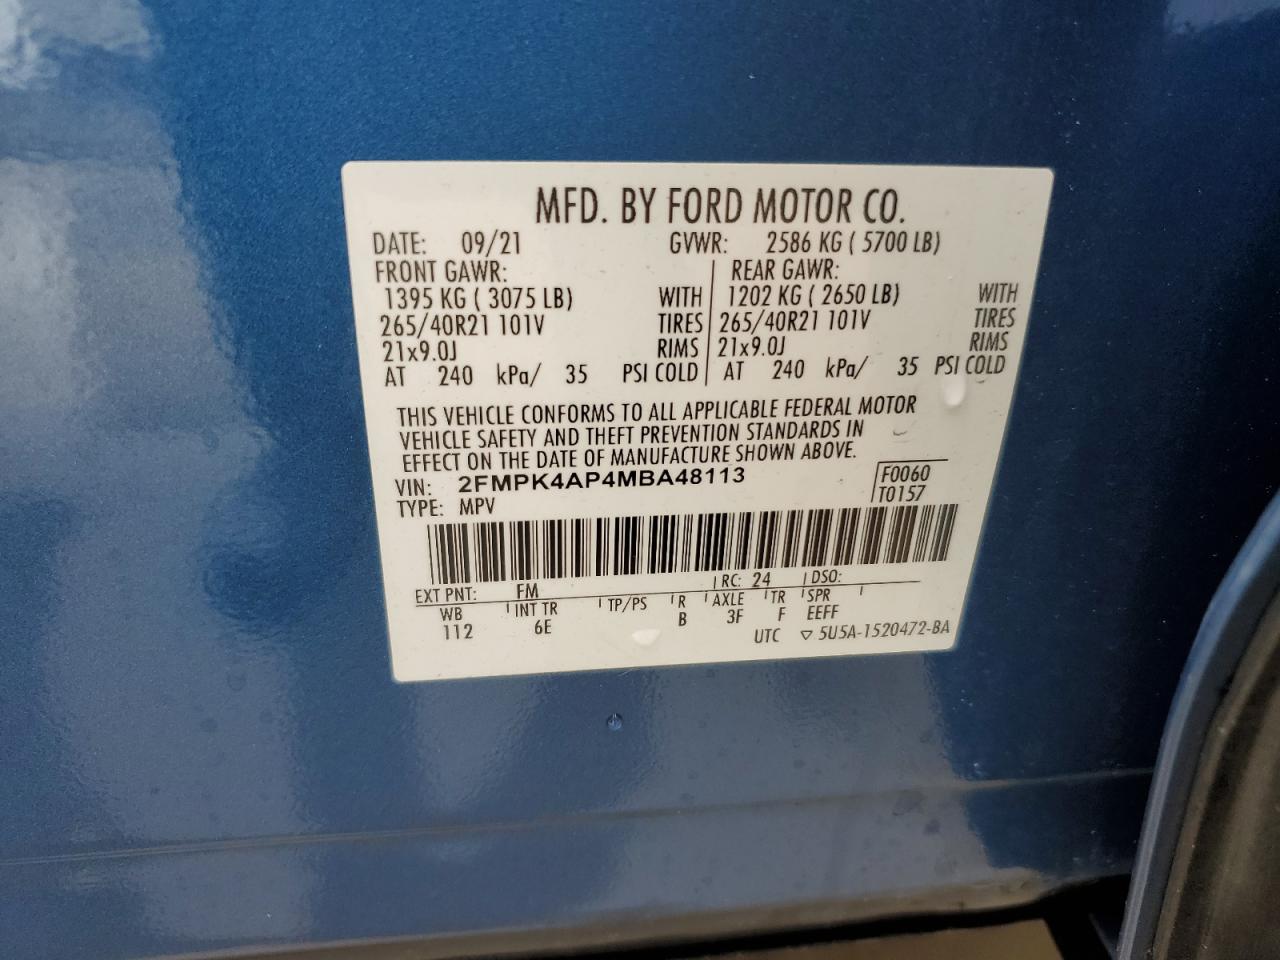 MFD. BY FORD MOTOR CO.
DATE: 09/21 GVWR: 2586 KG ( 5700 LB)
FRONT GAWR: REAR GAWR:
1395 KG ( 3075 LB) WITH 1202 KG ( 2650 LB) WITH
265/40R21 101V TIRES 265/40R21 101V TIRES
21x9.0J RIMS 21x9.0J RIMS
AT 240 kPa/ 35 PSI COLD AT 240 kPa/ 35 PSI COLD
THIS VEHICLE CONFORMS TO ALL APPLICABLE FEDERAL MOTOR
VEHICLE SAFETY AND THEFT PREVENTION STANDARDS IN
EFFECT ON THE DATE OF MANUFACTURE SHOWN ABOVE.
VIN: 2FMPK4AP4MBA48113 F0060
TYPE: MPV T0157
EXT PNT: FM RC: 24 DSO:
WB INT TR TP/PS R AXLE TR SPR
112 6E B 3F F EEFF
UTC ▽ 5U5A-1520472-BA